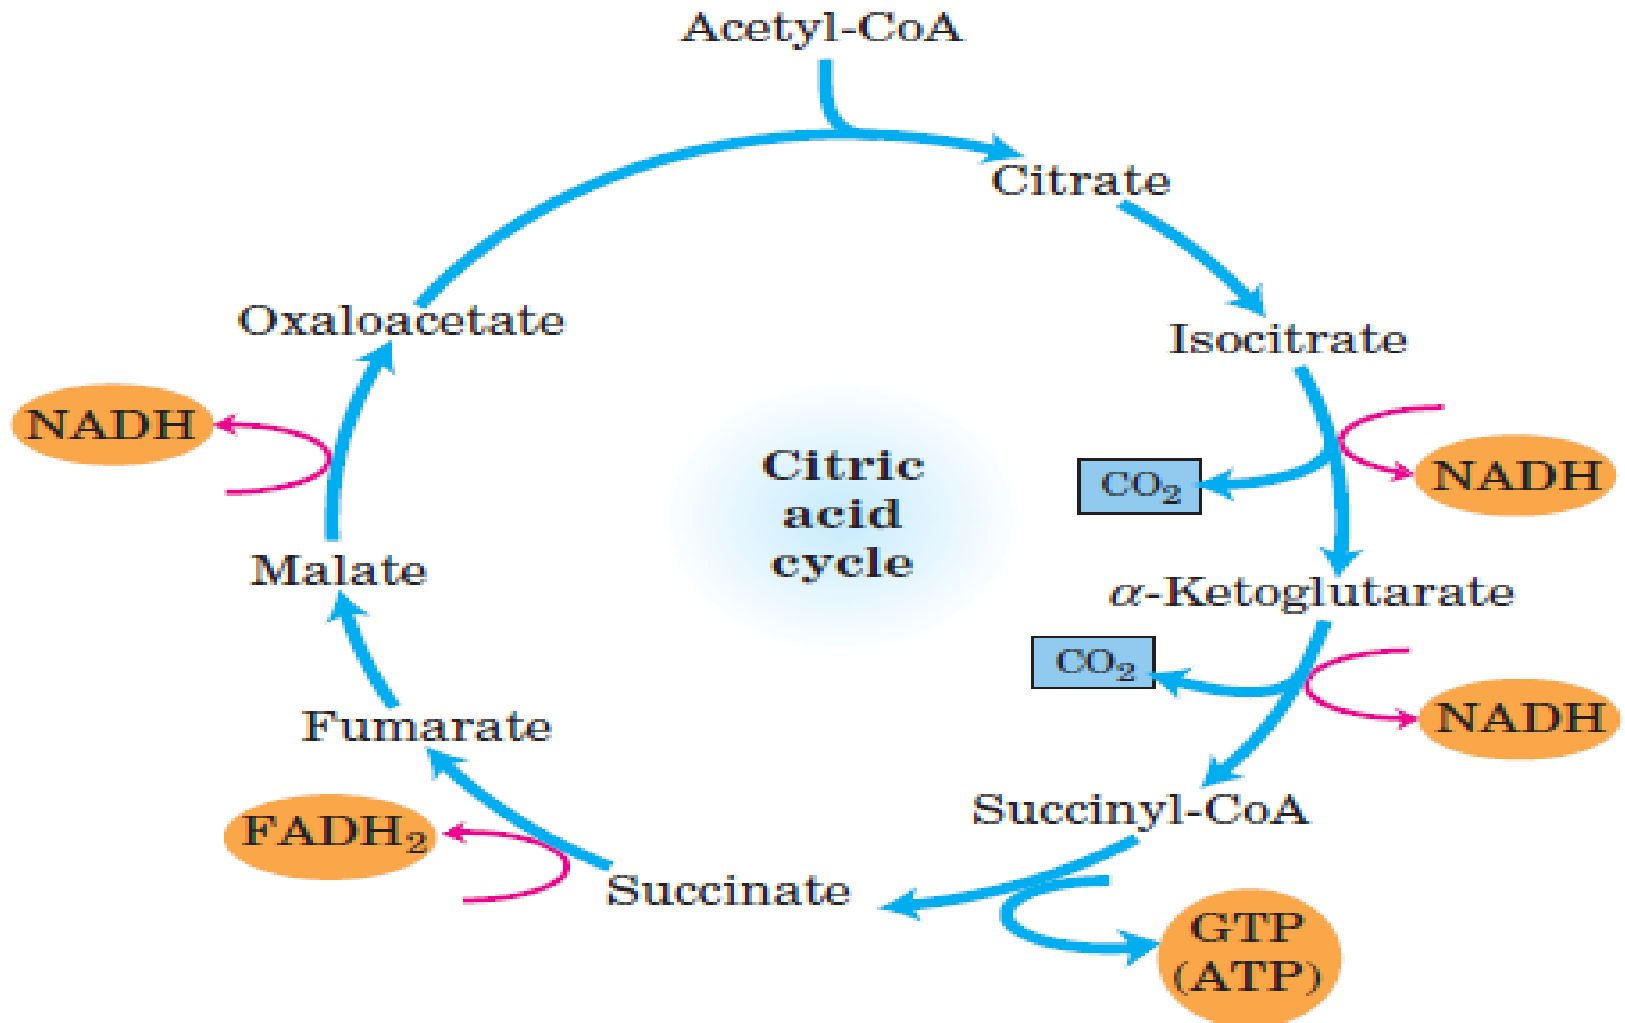 Acetyl-CoA
Citrate
Oxaloacetate
Isocitrate
NADH
Citric
acid
cycle
CO₂
NADH
Malate
α-Ketoglutarate
CO₂
NADH
Fumarate
Succinyl-CoA
FADH₂
Succinate
GTP
(ATP)